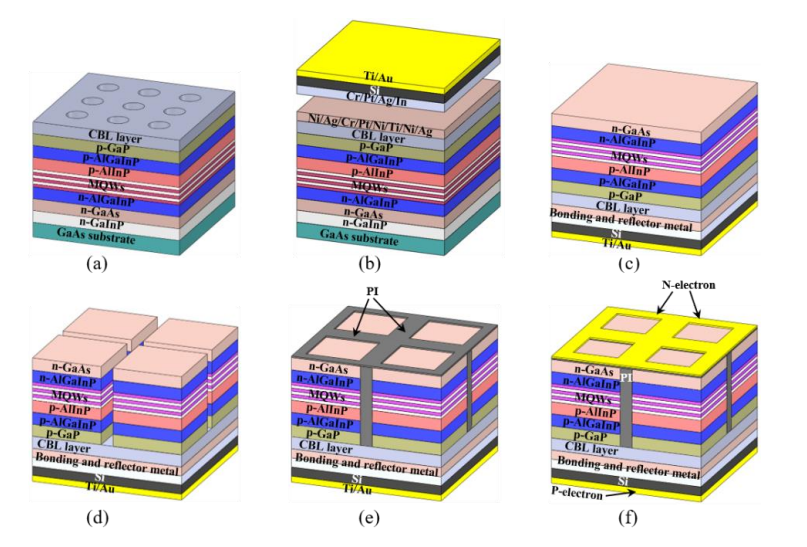 CBL layer
p-GaP
p-AlGaInP
p-AlInP
MQWs
n-AlGaInP
n-GaAs
n-GaInP
GaAs substrate
(a)
Ti/Au
Si
Cr/Pt/Ag/In
Ni/Ag/Cr/Pt/Ni/Ti/Ni/Ag
CBL layer
p-GaP
p-AlGaInP
p-AlInP
MQWs
n-AlGaInP
n-GaAs
n-GaInP
GaAs substrate
(b)
n-GaAs
n-AlGaInP
MQWs
p-AlInP
p-AlGaInP
p-GaP
CBL layer
Bonding and reflector metal
Si
Ti/Au
(c)
n-GaAs
n-AlGaInP
MQWs
p-AlInP
p-AlGaInP
p-GaP
CBL layer
Bonding and reflector metal
Si
Ti/Au
(d)
PI
n-GaAs
n-AlGaInP
MQWs
p-AlInP
p-AlGaInP
p-GaP
CBL layer
Bonding and reflector metal
Si
Ti/Au
(e)
N-electron
n-GaAs
n-AlGaInP
PI
MQWs
p-AlInP
p-AlGaInP
p-GaP
CBL layer
Bonding and reflector metal
Si
P-electron
(f)